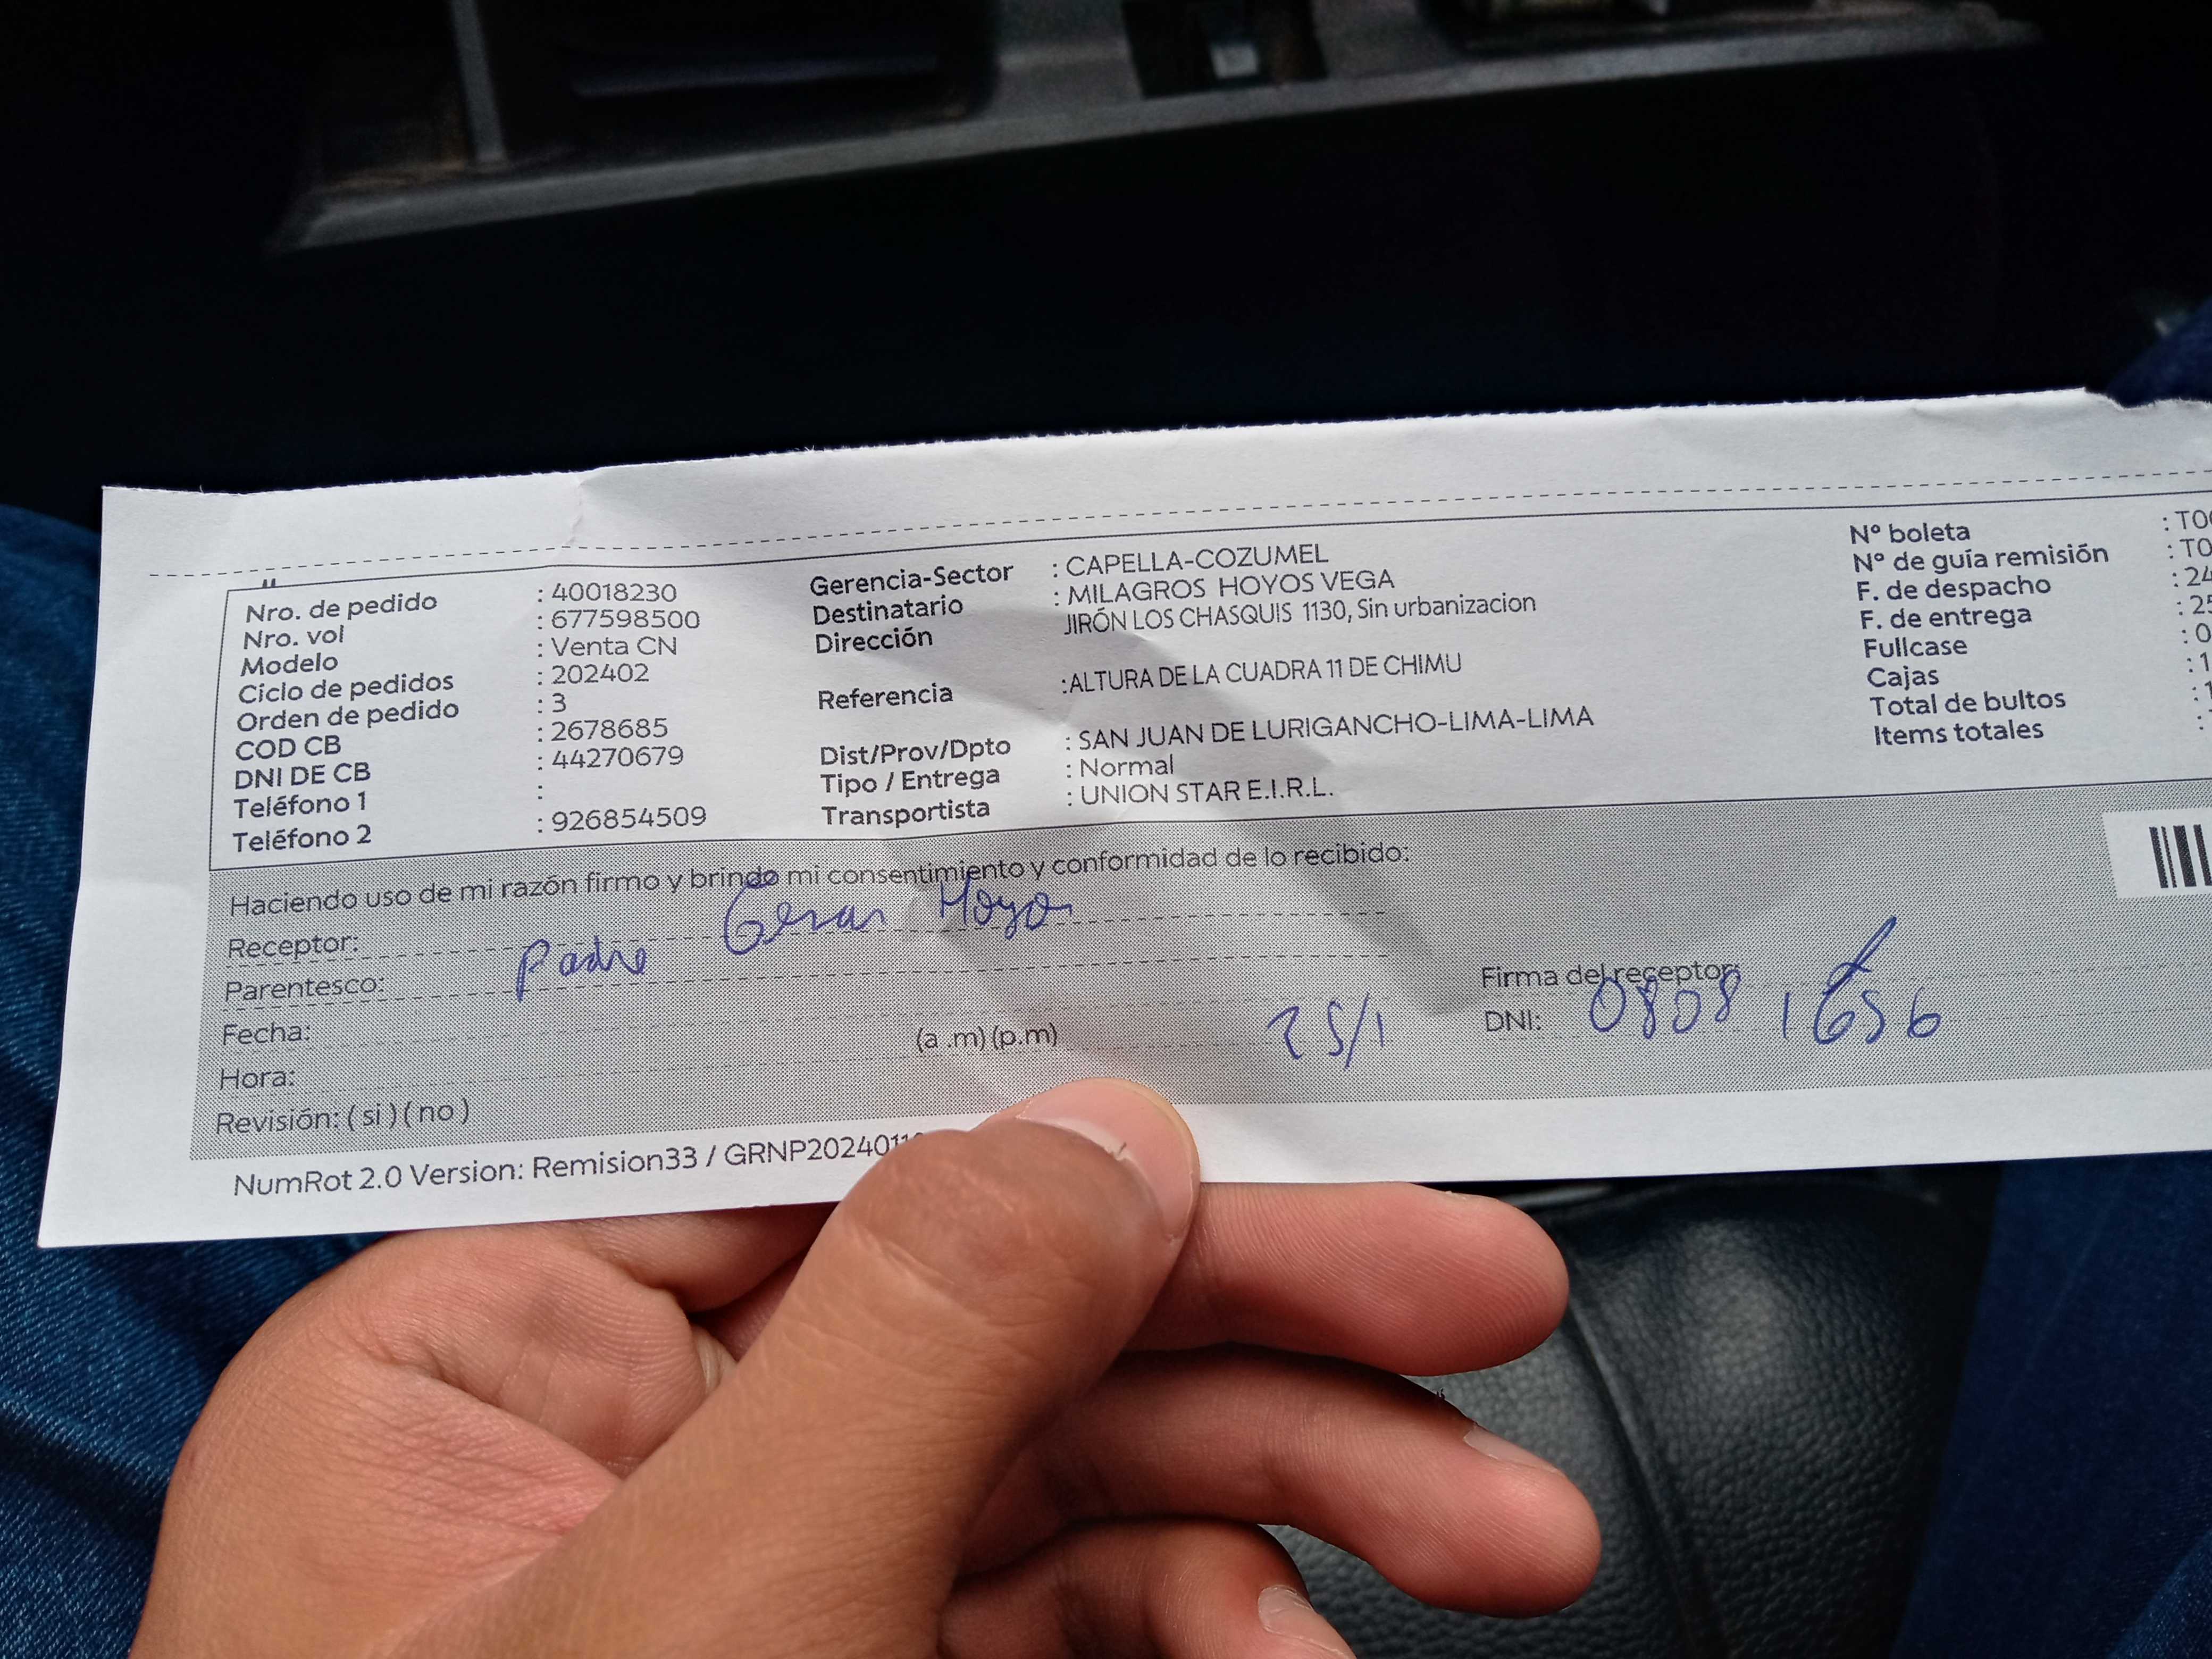 Nro. de pedido : 40018230
Nro. vol : 677598500
Modelo : Venta CN
Ciclo de pedidos : 202402
Orden de pedido : 3
COD CB : 2678685
DNI DE CB : 44270679
Teléfono 1 :
Teléfono 2 : 926854509
Gerencia-Sector : CAPELLA-COZUMEL
Destinatario : MILAGROS HOYOS VEGA
Dirección JIRÓN LOS CHASQUIS 1130, Sin urbanizacion
Referencia :ALTURA DE LA CUADRA 11 DE CHIMU
Dist/Prov/Dpto : SAN JUAN DE LURIGANCHO-LIMA-LIMA
Tipo / Entrega : Normal
Transportista : UNION STAR E.I.R.L.
Nº boleta
Nº de guía remisión
F. de despacho : 24
F. de entrega
Fullcase : 0
Cajas : 1
Total de bultos
Items totales :
Haciendo uso de mi razón firmo y brindo mi consentimiento y conformidad de lo recibido:
Receptor: Hoyos
Parentesco: Padre
Fecha:
Hora: (a .m) (p.m) 25/1
Revisión: ( si ) ( no )
Firma del receptor:
DNI: 08081656
NumRot 2.0 Version: Remision33 /